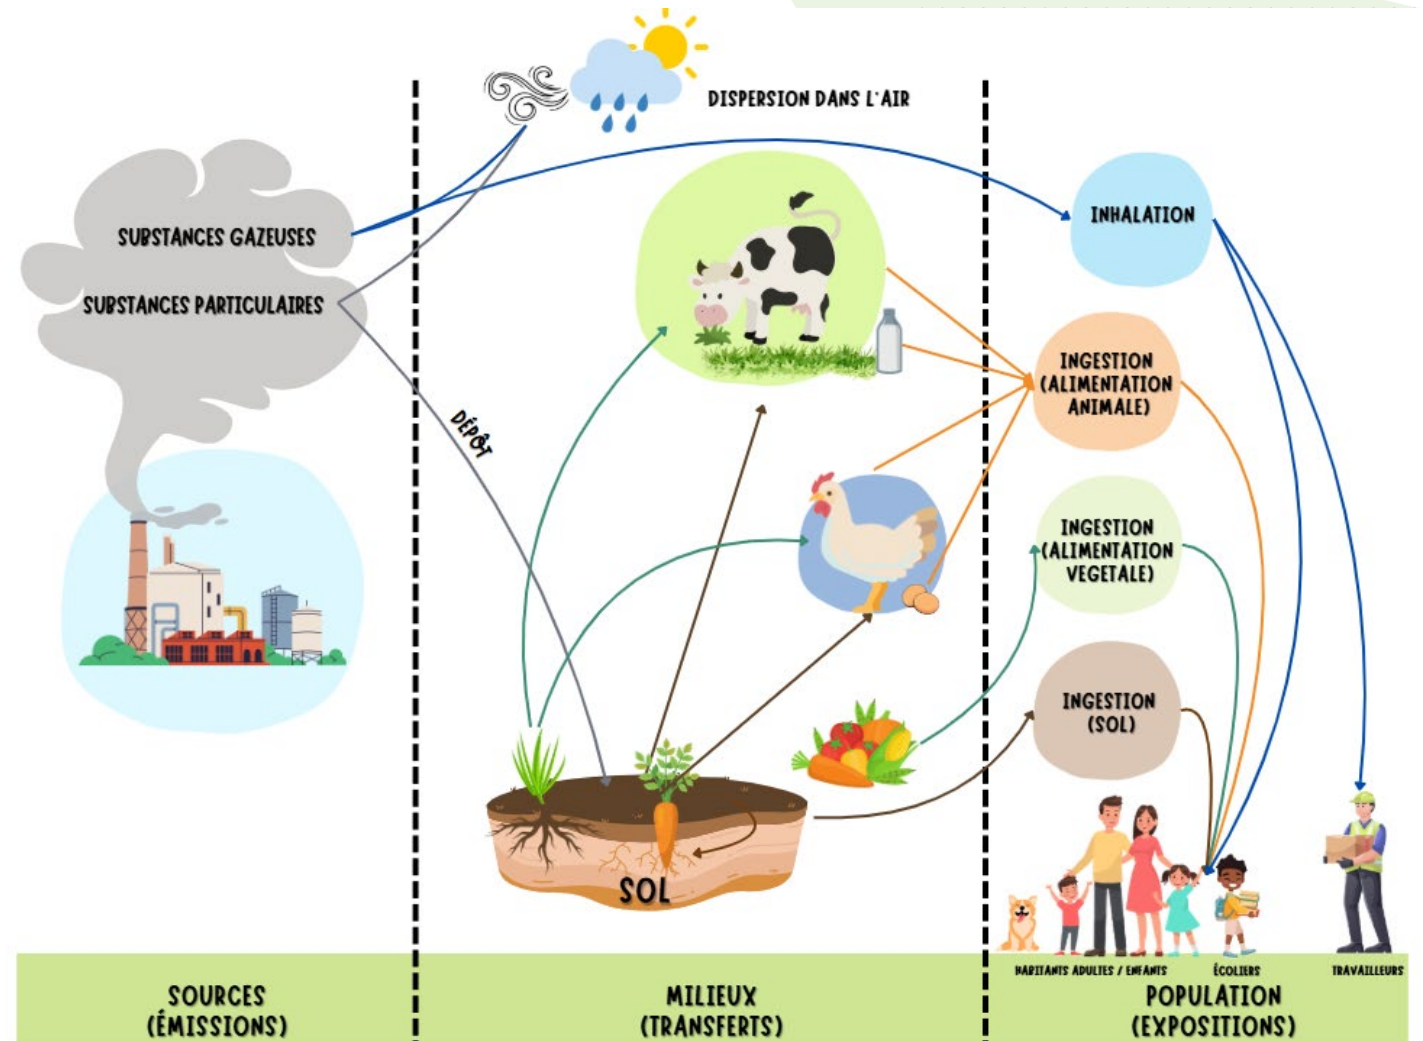 DISPERSION DANS L'AIR
SUBSTANCES GAZEUSES
SUBSTANCES PARTICULAIRES
DÉPÔT
INHALATION
INGESTION
(ALIMENTATION
ANIMALE)
INGESTION
(ALIMENTATION
VEGETALE)
INGESTION
(SOL)
SOL
HABITANTS ADULTES / ENFANTS
ÉCOLIERS
TRAVAILLEURS
SOURCES
(ÉMISSIONS)
MILIEUX
(TRANSFERTS)
POPULATION
(EXPOSITIONS)